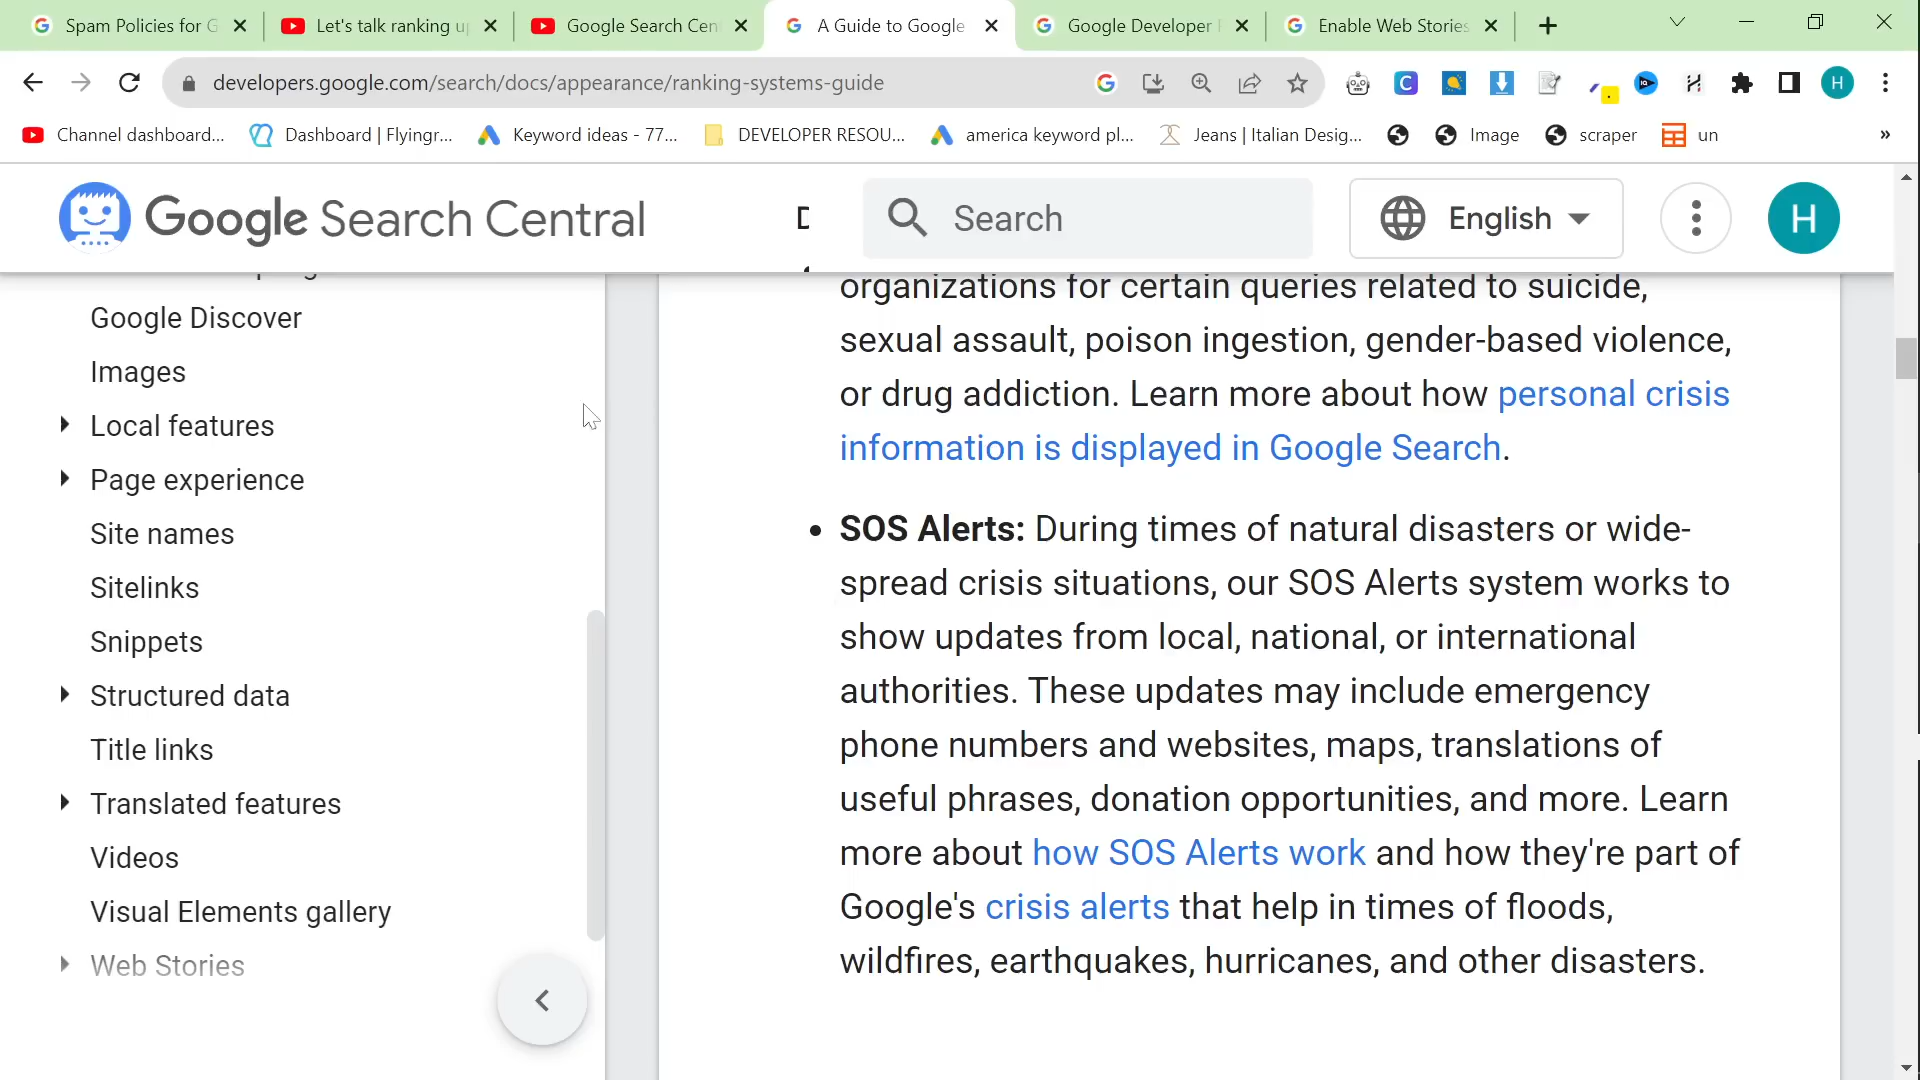 Spam Policies for G
Let's talk ranking u
Google Search Cen
A Guide to Google
Google Developer
Enable Web Stories
developers.google.com/search/docs/appearance/ranking-systems-guide
Channel dashboard...
Dashboard | Flyingr...
Keyword ideas - 77...
DEVELOPER RESOU...
america keyword pl...
Jeans | Italian Desig...
Image
scraper
un
»
Google Search Central
Search
English
H
Google Discover
Images
Local features
Page experience
Site names
Sitelinks
Snippets
Structured data
Title links
Translated features
Videos
Visual Elements gallery
Web Stories
organizations for certain queries related to suicide,
sexual assault, poison ingestion, gender-based violence,
or drug addiction. Learn more about how personal crisis
information is displayed in Google Search.
• SOS Alerts: During times of natural disasters or wide-
spread crisis situations, our SOS Alerts system works to
show updates from local, national, or international
authorities. These updates may include emergency
phone numbers and websites, maps, translations of
useful phrases, donation opportunities, and more. Learn
more about how SOS Alerts work and how they're part of
Google's crisis alerts that help in times of floods,
wildfires, earthquakes, hurricanes, and other disasters.